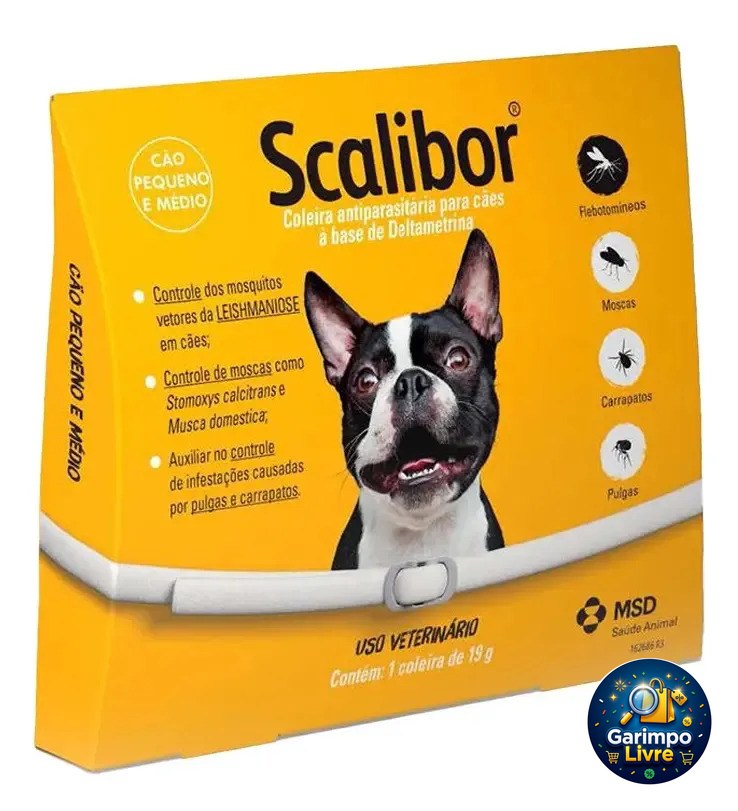 Scalibor®
Coleira antiparasitária para cães
à base de Deltametrina
CÃO
PEQUENO
E MÉDIO
CÃO PEQUENO E MÉDIO
Controle dos mosquitos
vetores da LEISHMANIOSE
em cães;
Controle de moscas como
Stomoxys calcitrans e
Musca domestica;
Auxiliar no controle
de infestações causadas
por pulgas e carrapatos.
Flebotomíneos
Moscas
Carrapatos
Pulgas
USO VETERINÁRIO
Contém: 1 coleira de 19 g
MSD
Saúde Animal
162686 R3
Garimpo
Livre